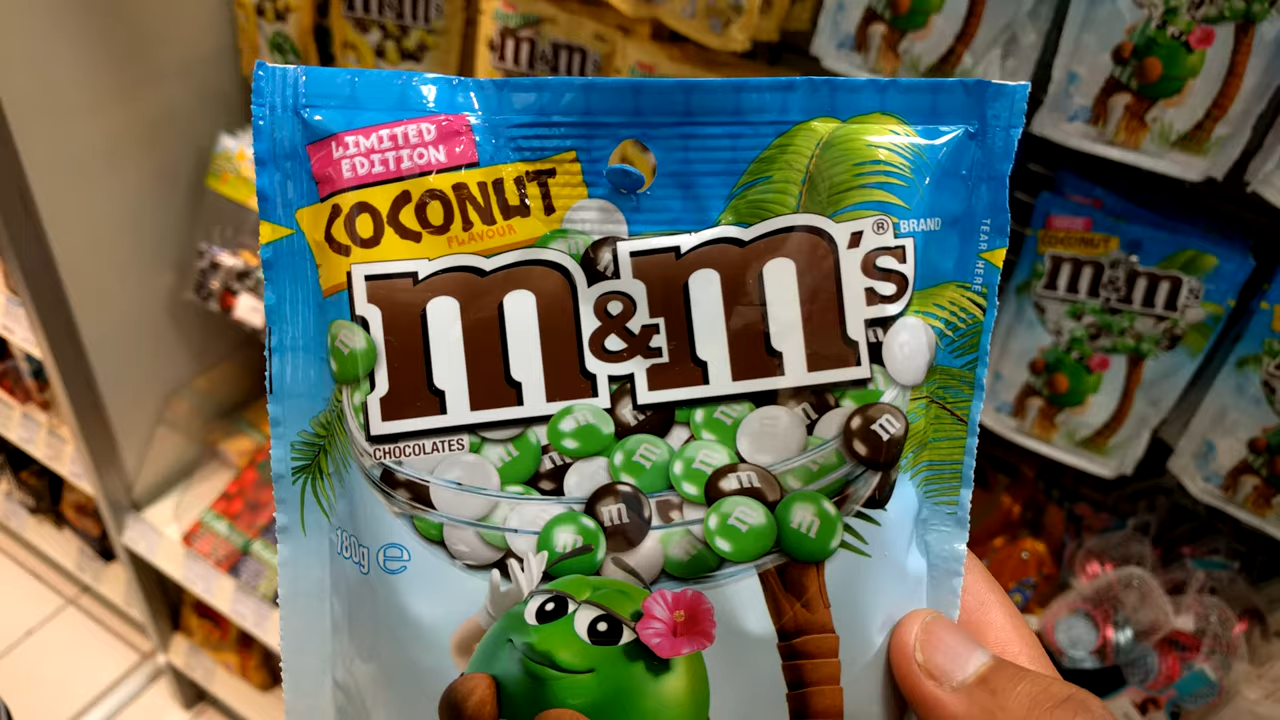 LIMITED
EDITION
COCONUT
FLAVOUR
m&m's
®
BRAND
TEAR HERE
CHOCOLATES
180g e
m&m's
m&m's
COCONUT
m&m's